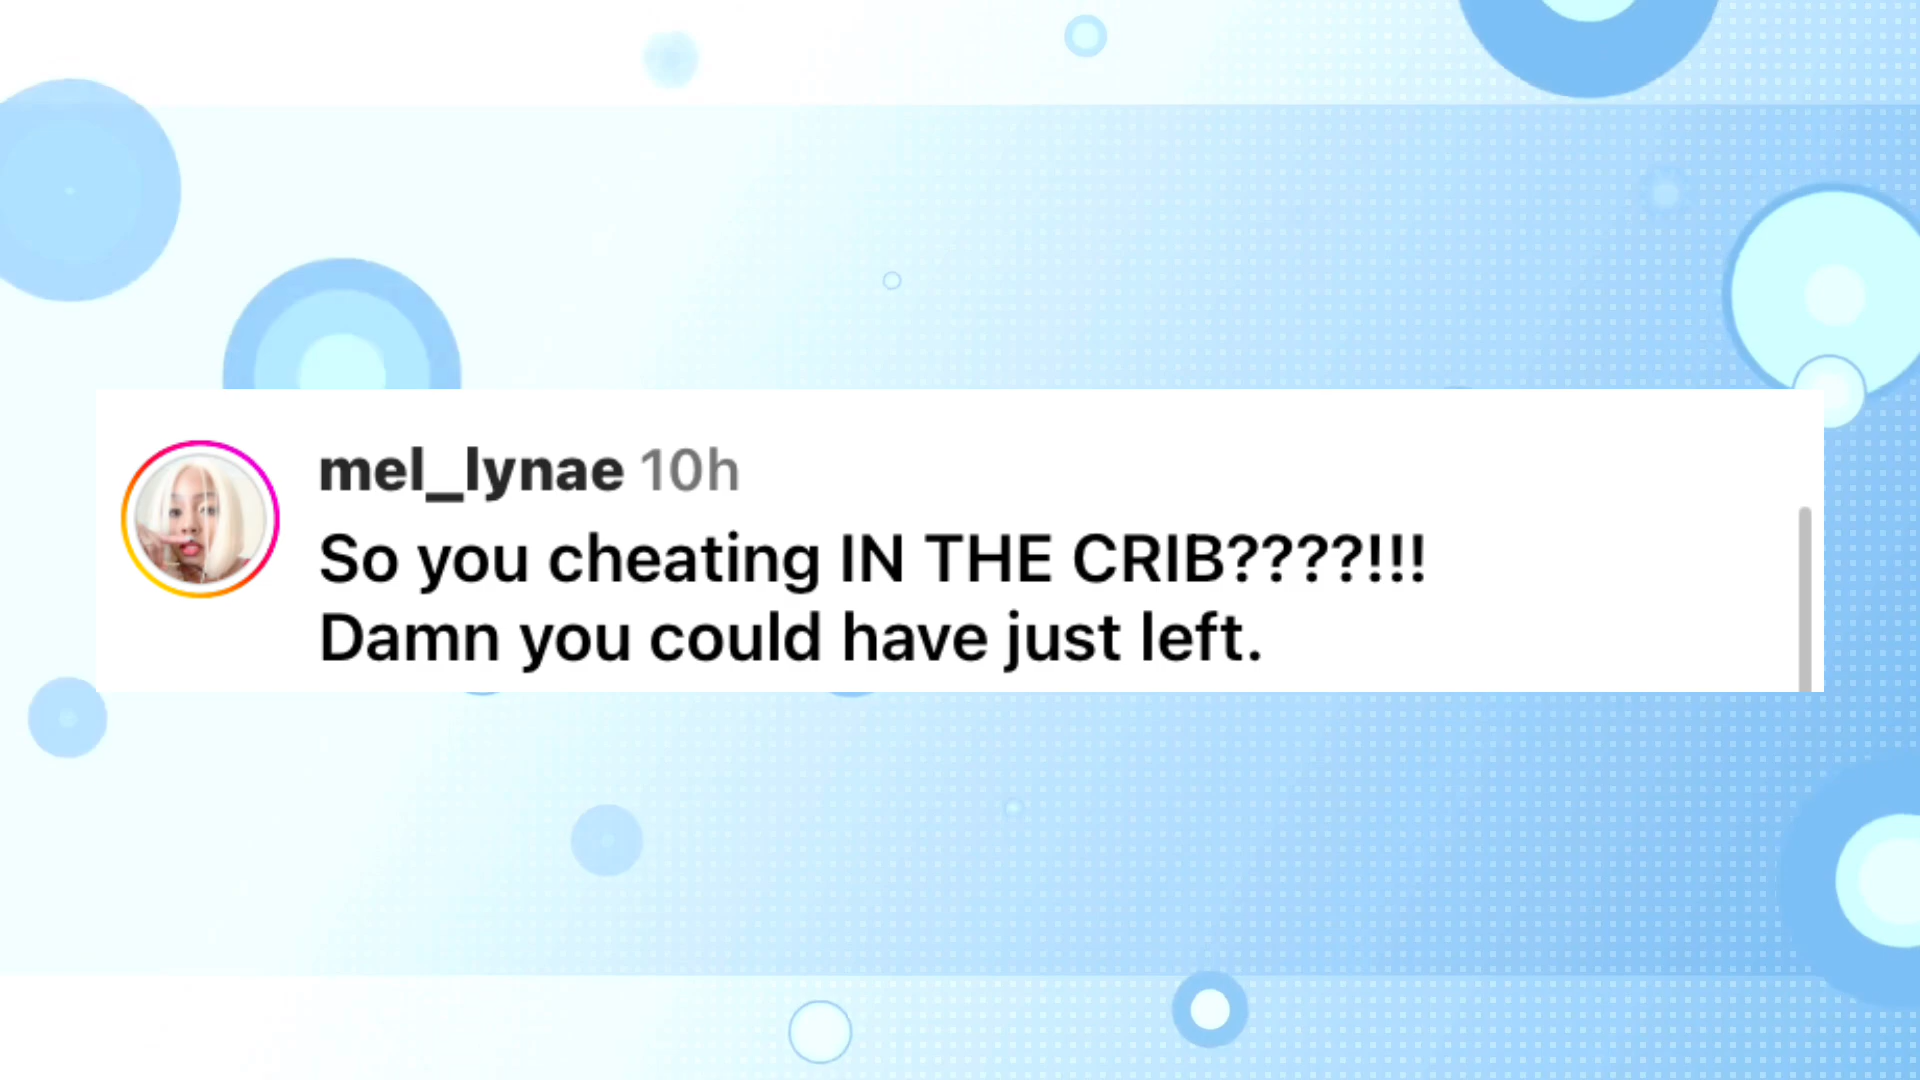 mel_lynae 10h
So you cheating IN THE CRIB????!!!
Damn you could have just left.